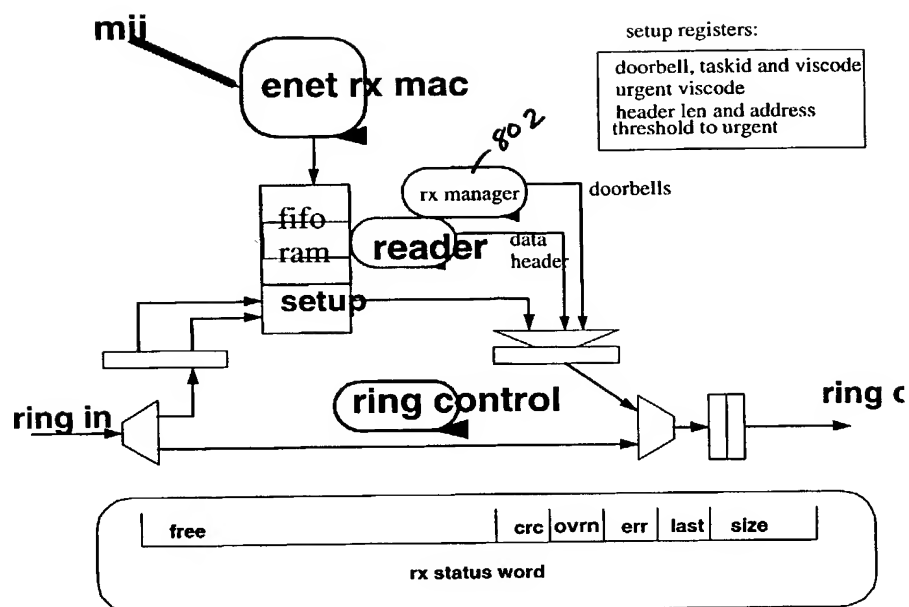 mii
setup registers:
enet rx mac
doorbell, taskid and viscode
urgent viscode
header len and address
threshold to urgent
802
rx manager
doorbells
fifo
ram
reader
data
header
setup
ring in
ring control
ring o
free
crc
ovrn
err
last
size
rx status word